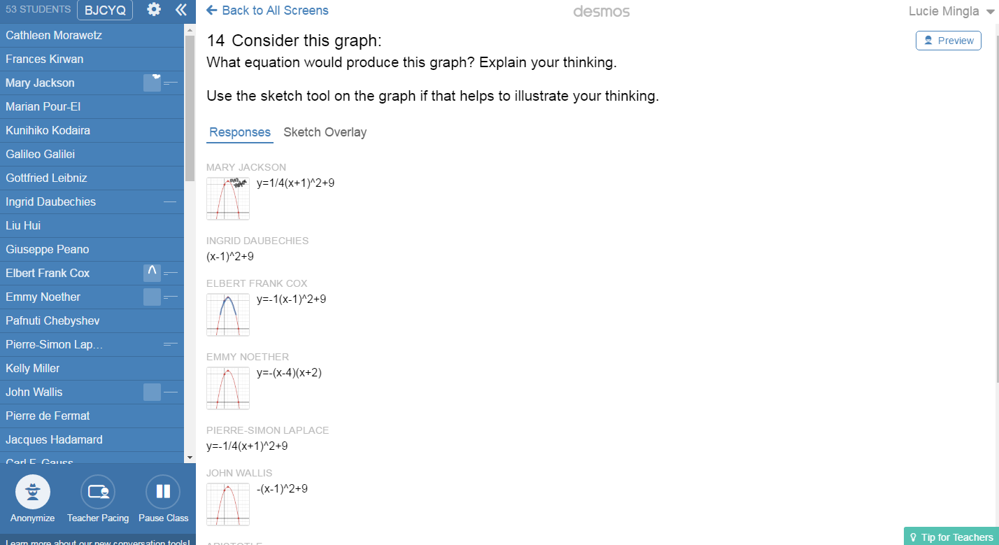 53 STUDENTS BJCYQ
Back to All Screens
desmos
Lucie Mingla
Cathleen Morawetz
Frances Kirwan
Mary Jackson
Marian Pour-El
Kunihiko Kodaira
Galileo Galilei
Gottfried Leibniz
Ingrid Daubechies
Liu Hui
Giuseppe Peano
Elbert Frank Cox
Emmy Noether
Pafnuti Chebyshev
Pierre-Simon Lap...
Kelly Miller
John Wallis
Pierre de Fermat
Jacques Hadamard
Carl F. Gauss
Anonymize Teacher Pacing Pause Class
Learn more about our new conversation tools!
14 Consider this graph:
Preview
What equation would produce this graph? Explain your thinking.
Use the sketch tool on the graph if that helps to illustrate your thinking.
Responses Sketch Overlay
MARY JACKSON
y=1/4(x+1)^2+9
INGRID DAUBECHIES
(x-1)^2+9
ELBERT FRANK COX
y=-1(x-1)^2+9
EMMY NOETHER
y=-(x-4)(x+2)
PIERRE-SIMON LAPLACE
y=-1/4(x+1)^2+9
JOHN WALLIS
-(x-1)^2+9
ARISTOTLE
Tip for Teachers